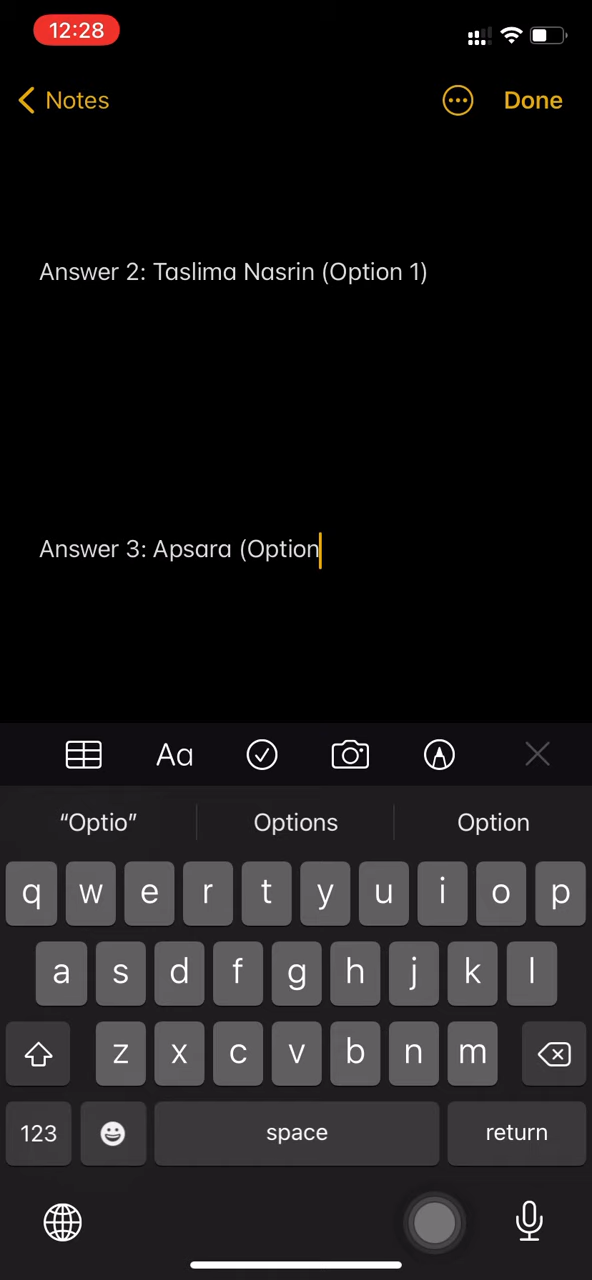 12:28
Notes
Done
Answer 2: Taslima Nasrin (Option 1)
Answer 3: Apsara (Option
Aa
“Optio” Options Option
q w e r t y u i o p
a s d f g h j k l
z x c v b n m
123 space return